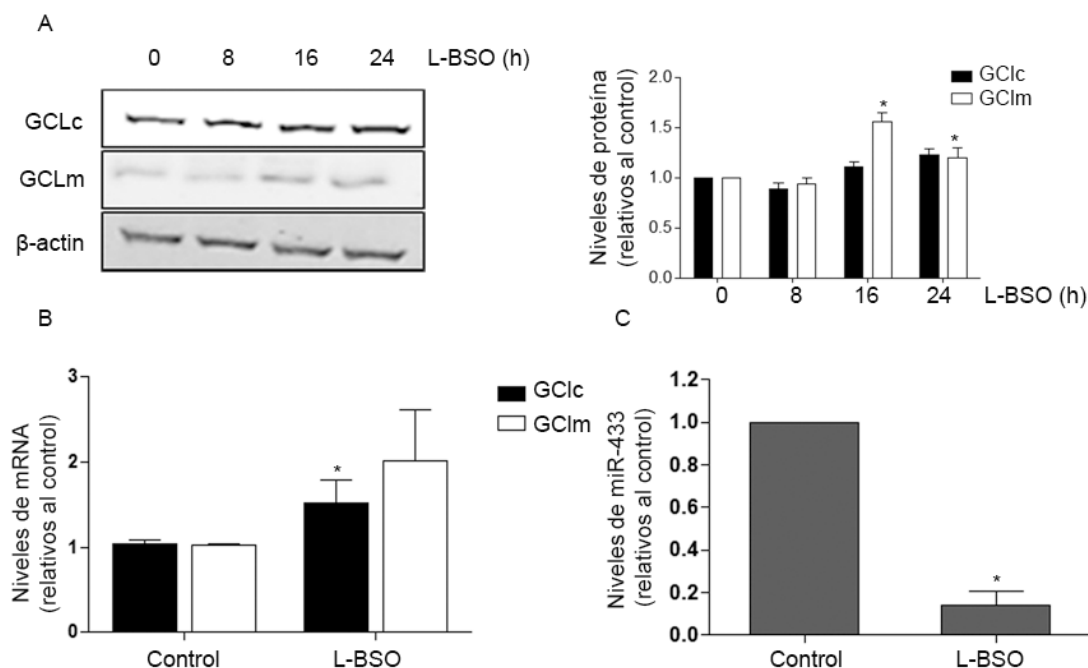 A
0 8 16 24 L-BSO (h)
GCLc
GCLm
β-actin
Niveles de proteína
(relativos al control)
2.0
1.5
1.0
0.5
0.0
*
*
GClc
GClm
0 8 16 24 L-BSO (h)
B
Niveles de mRNA
(relativos al control)
3
2
1
0
*
GClc
GClm
Control L-BSO
C
Niveles de miR-433
(relativos al control)
1.2
1.0
0.8
0.6
0.4
0.2
0.0
*
Control L-BSO